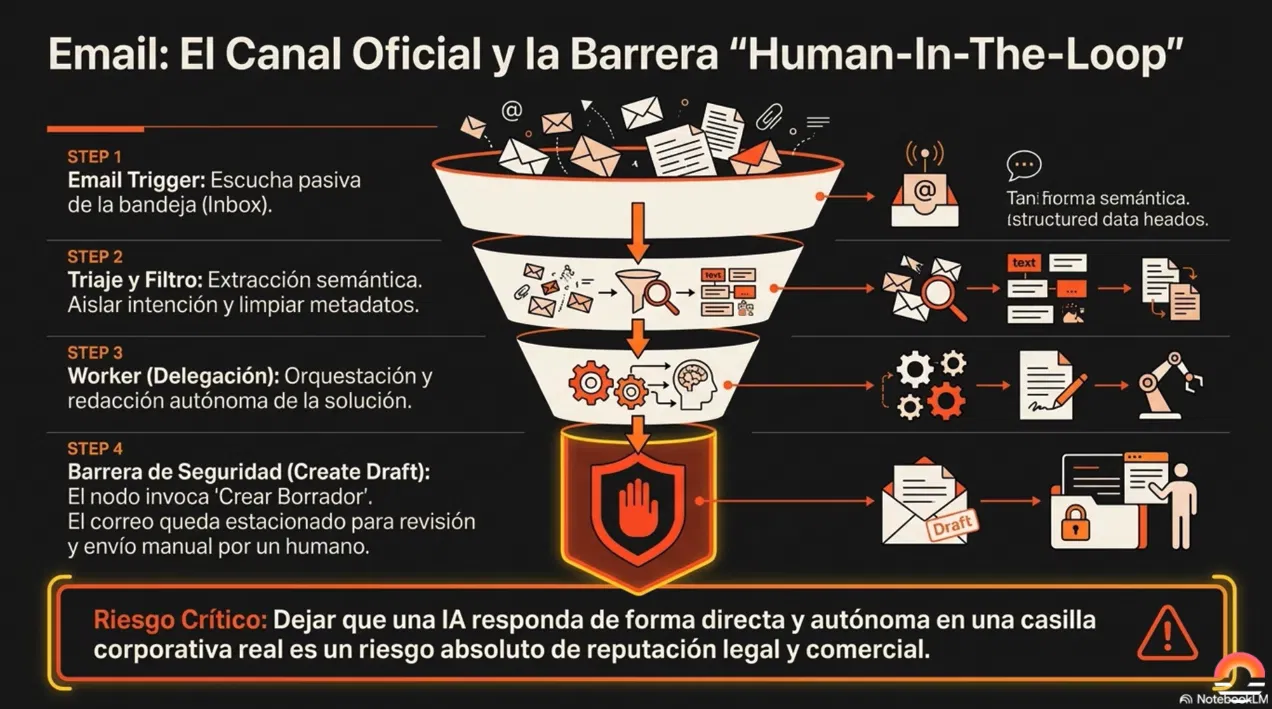 Email: El Canal Oficial y la Barrera “Human-In-The-Loop”
STEP 1
Email Trigger: Escucha pasiva
de la bandeja (Inbox).
@
@
semántica.
data
STEP 2
Triaje y Filtro: Extracción semántica.
Aislar intención y limpiar metadatos.
text
text
STEP 3
Worker (Delegación): Orquestación y
redacción autónoma de la solución.
STEP 4
Barrera de Seguridad (Create Draft):
El nodo invoca 'Crear Borrador'.
El correo queda estacionado para revisión
y envío manual por un humano.
Draft
Riesgo Crítico: Dejar que una IA responda de forma directa y autónoma en una casilla
corporativa real es un riesgo absoluto de reputación legal y comercial.
NotebookLM